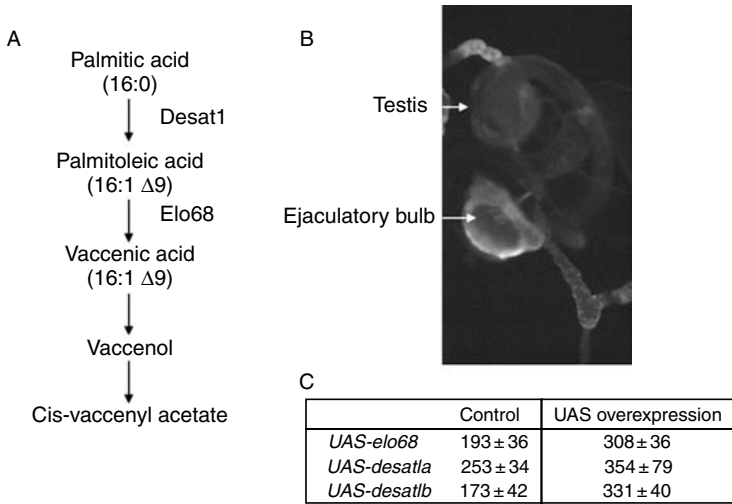 A
Palmitic acid
(16:0)
Desat1
Palmitoleic acid
(16:1 Δ9)
Elo68
Vaccenic acid
(16:1 Δ9)
Vaccenol
Cis-vaccenyl acetate
B
Testis
Ejaculatory bulb
C
Control UAS overexpression
UAS-elo68 193 ± 36 308 ± 36
UAS-desatla 253 ± 34 354 ± 79
UAS-desatlb 173 ± 42 331 ± 40